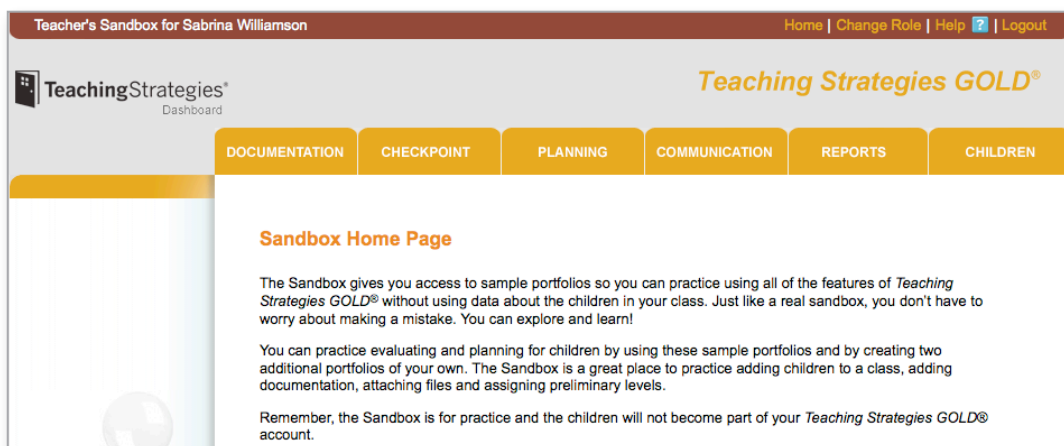 Teacher's Sandbox for Sabrina Williamson
Home | Change Role | Help ? | Logout
TeachingStrategies®
Dashboard
Teaching Strategies GOLD®
DOCUMENTATION
CHECKPOINT
PLANNING
COMMUNICATION
REPORTS
CHILDREN
Sandbox Home Page
The Sandbox gives you access to sample portfolios so you can practice using all of the features of Teaching
Strategies GOLD® without using data about the children in your class. Just like a real sandbox, you don't have to
worry about making a mistake. You can explore and learn!
You can practice evaluating and planning for children by using these sample portfolios and by creating two
additional portfolios of your own. The Sandbox is a great place to practice adding children to a class, adding
documentation, attaching files and assigning preliminary levels.
Remember, the Sandbox is for practice and the children will not become part of your Teaching Strategies GOLD®
account.